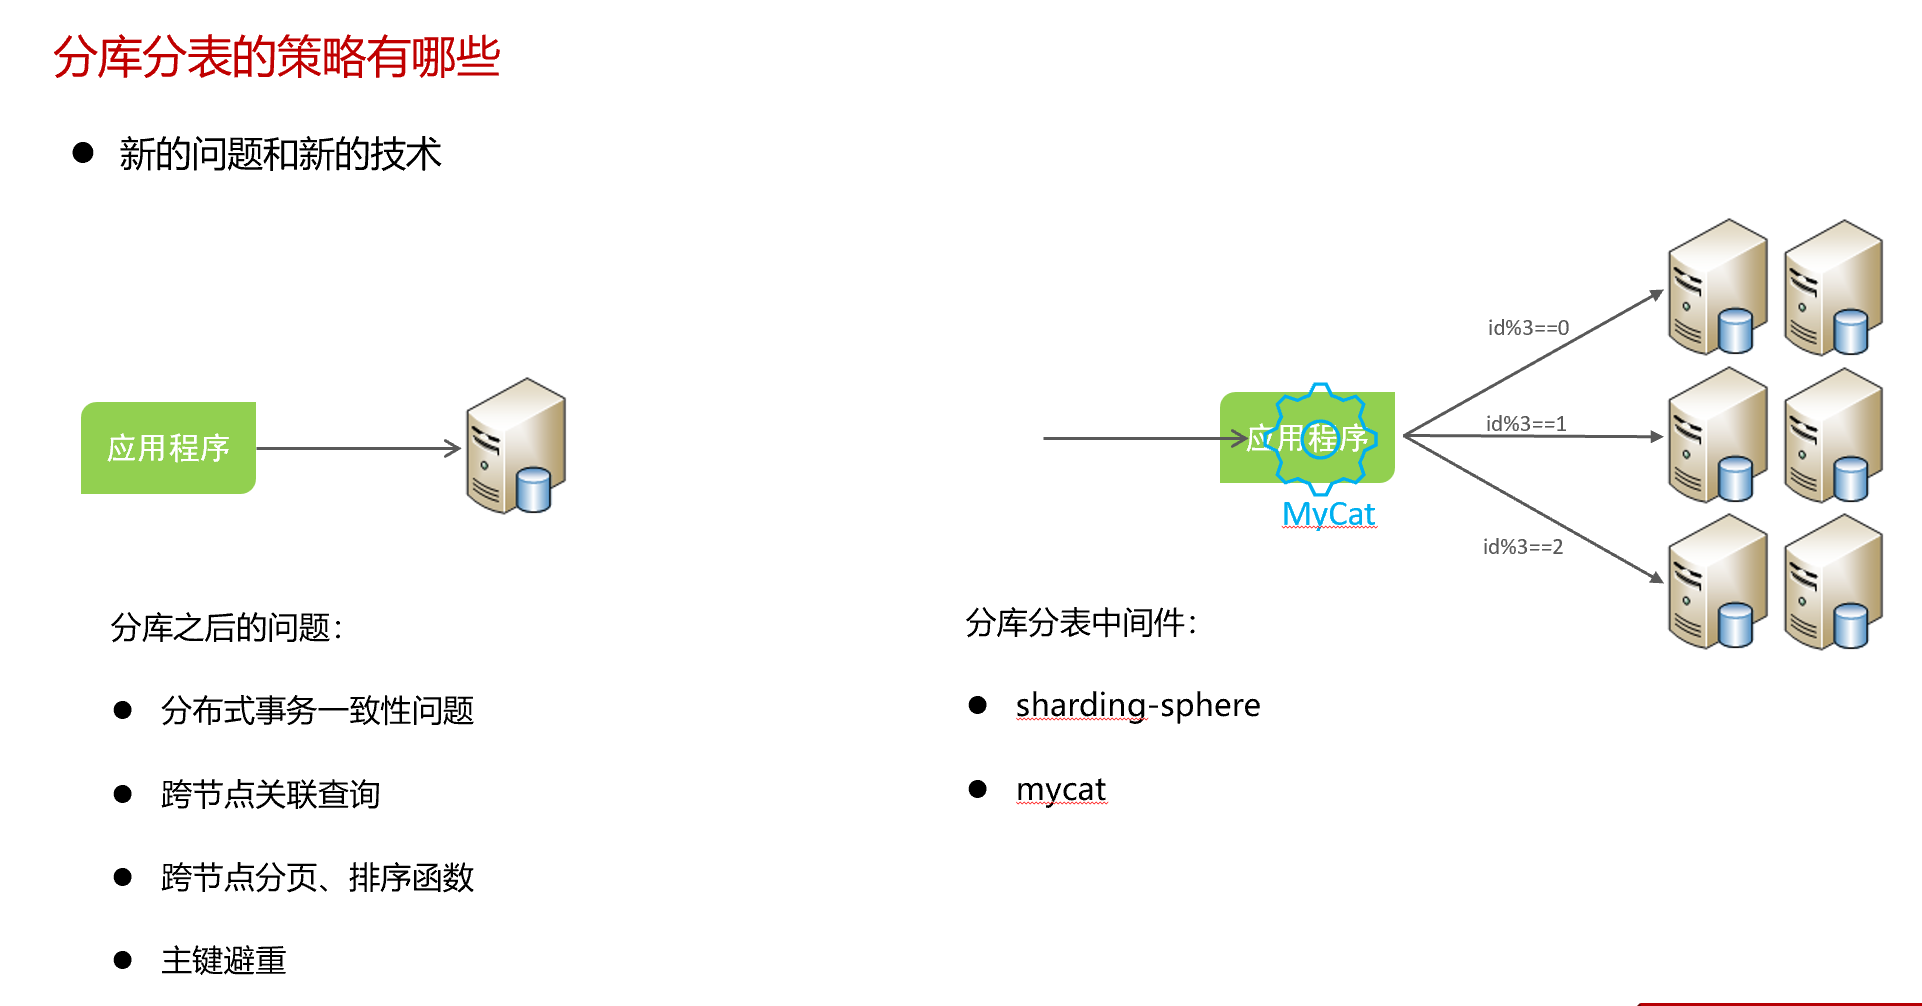 分库分表的策略有哪些
新的问题和新的技术
应用程序
应用程序
MyCat
id%3==0
id%3==1
id%3==2
分库之后的问题：
分布式事务一致性问题
跨节点关联查询
跨节点分页、排序函数
主键避重
分库分表中间件：
sharding-sphere
mycat